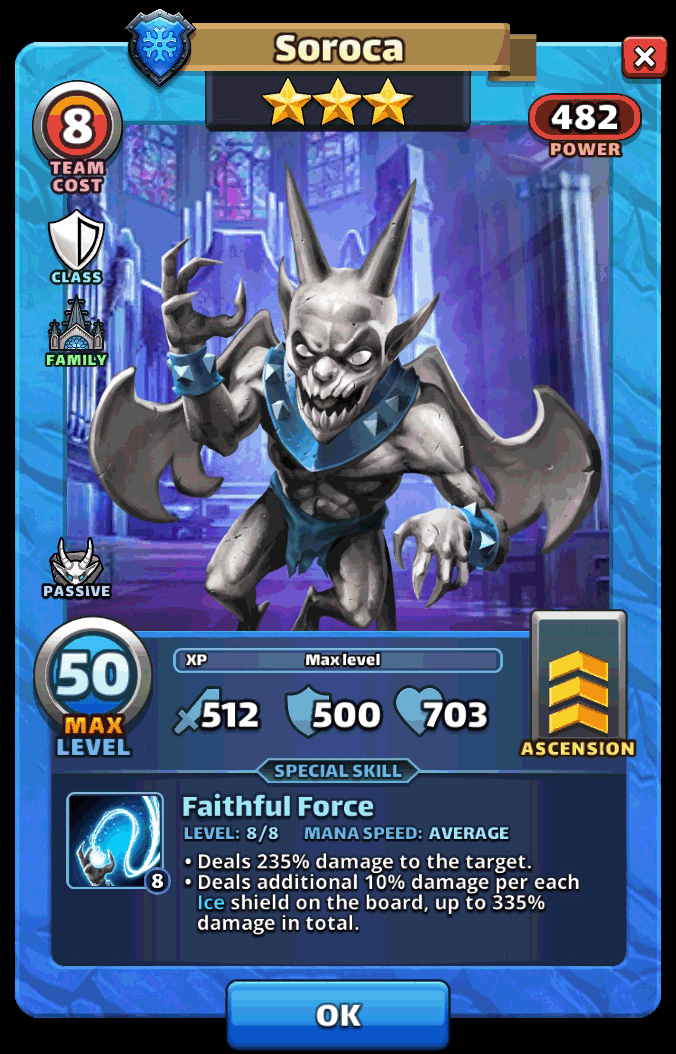 Soroca
8
TEAM
COST
482
POWER
CLASS
FAMILY
PASSIVE
50
MAX
LEVEL
XP Max level
512 500 703
ASCENSION
SPECIAL SKILL
Faithful Force
LEVEL: 8/8 MANA SPEED: AVERAGE
8
• Deals 235% damage to the target.
• Deals additional 10% damage per each
Ice shield on the board, up to 335%
damage in total.
OK